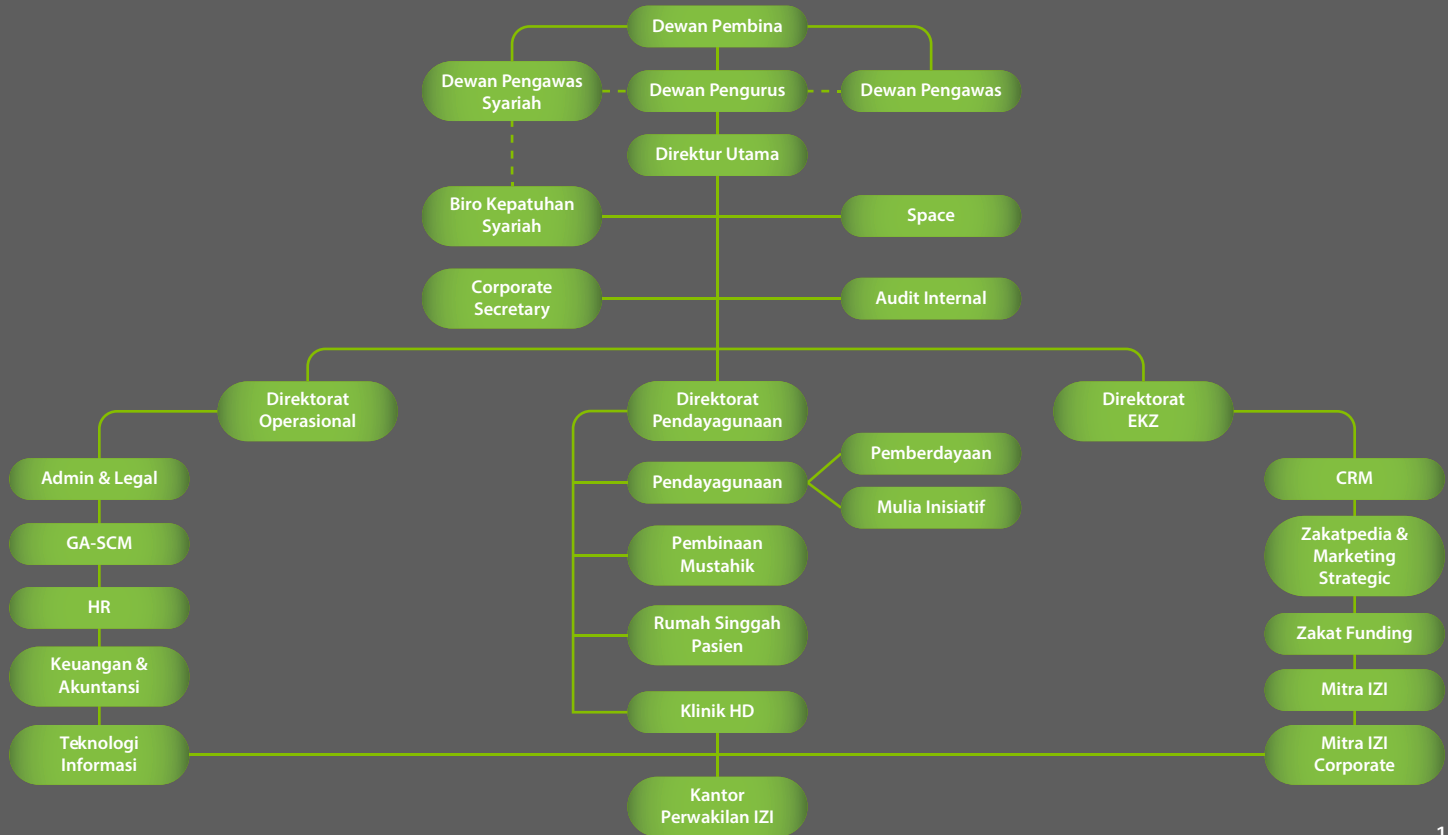 Dewan Pembina
Dewan Pengawas
Syariah
Dewan Pengurus
Dewan Pengawas
Direktur Utama
Biro Kepatuhan
Syariah
Space
Corporate
Secretary
Audit Internal
Direktorat
Operasional
Direktorat
Pendayagunaan
Direktorat
EKZ
Admin & Legal
GA-SCM
HR
Keuangan &
Akuntansi
Teknologi
Informasi
Pendayagunaan
Pemberdayaan
Mulia Inisiatif
Pembinaan
Mustahik
Rumah Singgah
Pasien
Klinik HD
CRM
Zakatpedia &
Marketing
Strategic
Zakat Funding
Mitra IZI
Mitra IZI
Corporate
Kantor
Perwakilan IZI